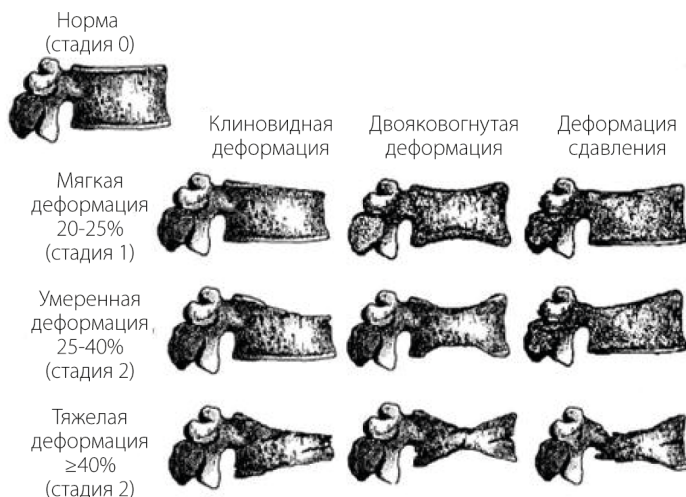 Норма
(стадия 0)
Клиновидная
деформация
Двояковогнутая
деформация
Деформация
сдавления
Мягкая
деформация
20-25%
(стадия 1)
Умеренная
деформация
25-40%
(стадия 2)
Тяжелая
деформация
≥40%
(стадия 2)